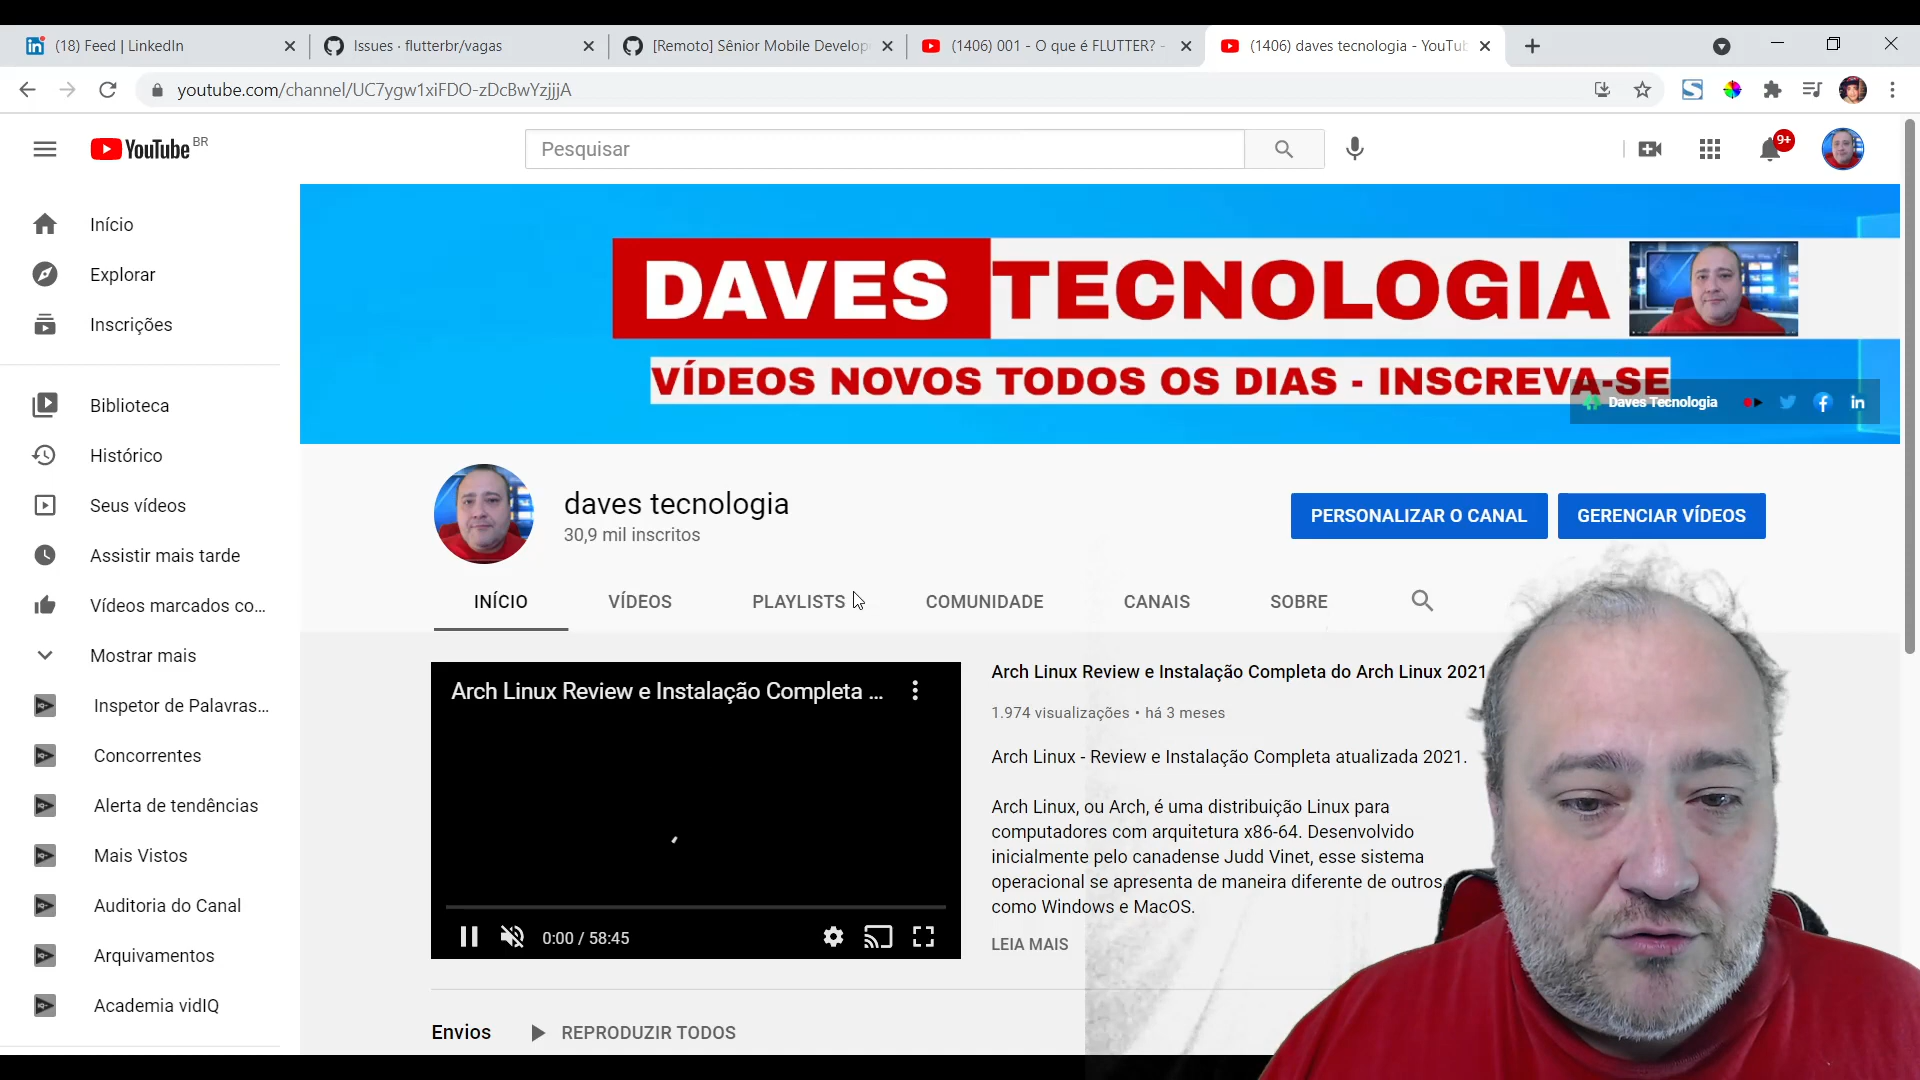 (18) Feed | LinkedIn
Issues · flutterbr/vagas
[Remoto] Sênior Mobile Develop
(1406) 001 - O que é FLUTTER? -
(1406) daves tecnologia - YouTub
youtube.com/channel/UC7ygw1xiFDO-zDcBwYzjjjA
YouTube BR
Pesquisar
9+
Início
Explorar
Inscrições
Biblioteca
Histórico
Seus vídeos
Assistir mais tarde
Vídeos marcados co...
Mostrar mais
Inspetor de Palavras...
Concorrentes
Alerta de tendências
Mais Vistos
Auditoria do Canal
Arquivamentos
Academia vidIQ
DAVES TECNOLOGIA
VÍDEOS NOVOS TODOS OS DIAS - INSCREVA-SE
Daves Tecnologia
daves tecnologia
30,9 mil inscritos
PERSONALIZAR O CANAL
GERENCIAR VÍDEOS
INÍCIO
VÍDEOS
PLAYLISTS
COMUNIDADE
CANAIS
SOBRE
Arch Linux Review e Instalação Completa ...
0:00 / 58:45
Arch Linux Review e Instalação Completa do Arch Linux 2021
1.974 visualizações • há 3 meses
Arch Linux - Review e Instalação Completa atualizada 2021.
Arch Linux, ou Arch, é uma distribuição Linux para
computadores com arquitetura x86-64. Desenvolvido
inicialmente pelo canadense Judd Vinet, esse sistema
operacional se apresenta de maneira diferente de outros,
como Windows e MacOS.
LEIA MAIS
Envios
REPRODUZIR TODOS